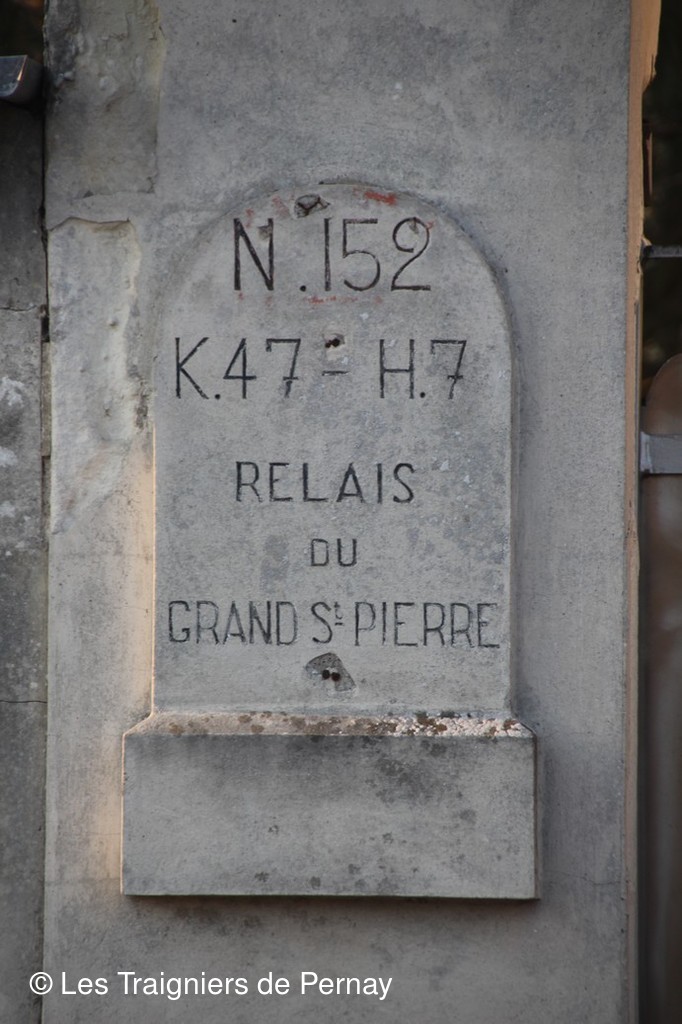 N.152
K.47 - H.7
RELAIS
DU
GRAND St PIERRE
© Les Traigniers de Pernay